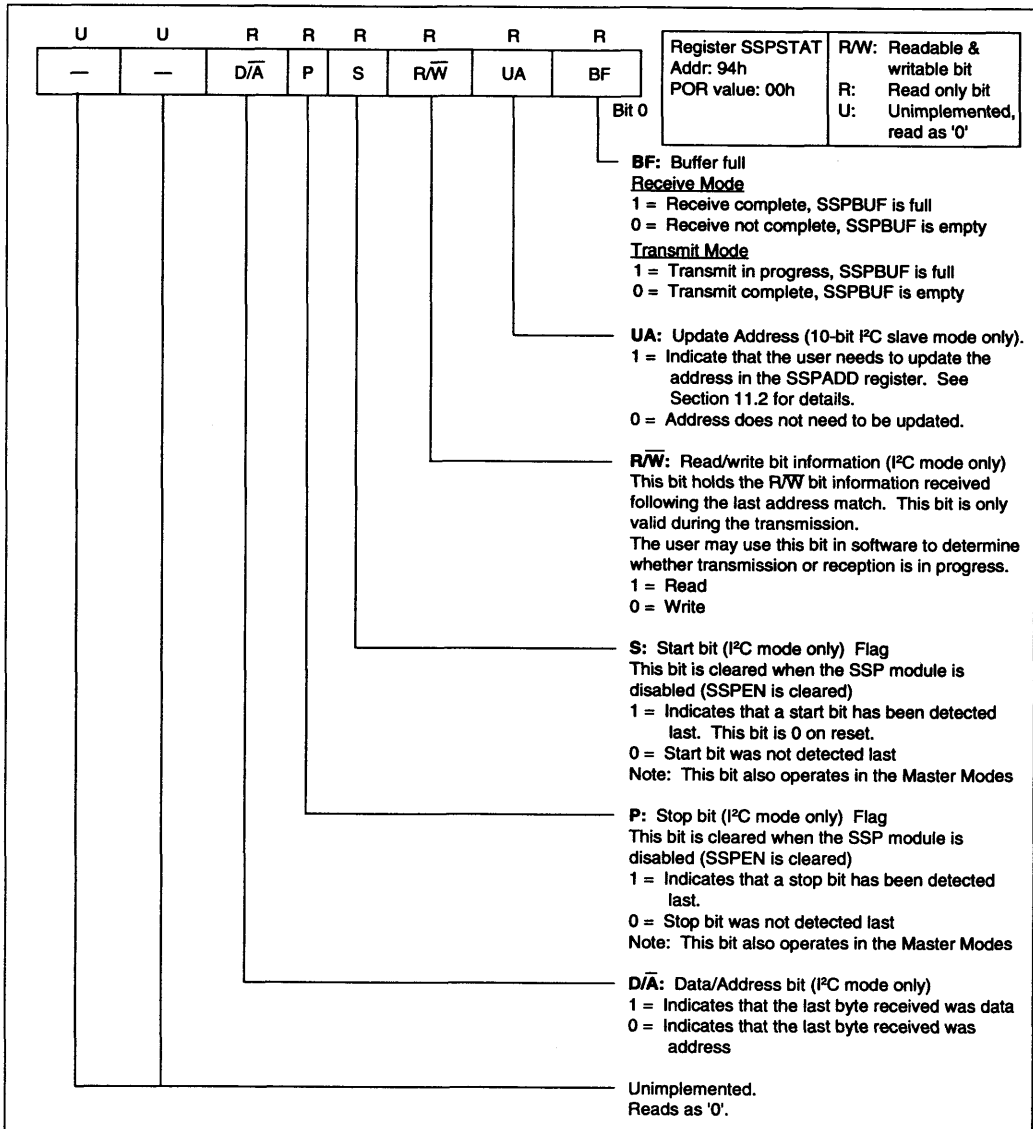 U U R R R R R R
— — D/A̅ P S R/W̅ UA BF
Bit 0
Register SSPSTAT
Addr: 94h
POR value: 00h
R/W: Readable &
writable bit
R: Read only bit
U: Unimplemented,
read as '0'
BF: Buffer full
Receive Mode
1 = Receive complete, SSPBUF is full
0 = Receive not complete, SSPBUF is empty
Transmit Mode
1 = Transmit in progress, SSPBUF is full
0 = Transmit complete, SSPBUF is empty
UA: Update Address (10-bit I²C slave mode only).
1 = Indicate that the user needs to update the
address in the SSPADD register. See
Section 11.2 for details.
0 = Address does not need to be updated.
R/W̅: Read/write bit information (I²C mode only)
This bit holds the R/W̅ bit information received
following the last address match. This bit is only
valid during the transmission.
The user may use this bit in software to determine
whether transmission or reception is in progress.
1 = Read
0 = Write
S: Start bit (I²C mode only) Flag
This bit is cleared when the SSP module is
disabled (SSPEN is cleared)
1 = Indicates that a start bit has been detected
last. This bit is 0 on reset.
0 = Start bit was not detected last
Note: This bit also operates in the Master Modes
P: Stop bit (I²C mode only) Flag
This bit is cleared when the SSP module is
disabled (SSPEN is cleared)
1 = Indicates that a stop bit has been detected
last.
0 = Stop bit was not detected last
Note: This bit also operates in the Master Modes
D/A̅: Data/Address bit (I²C mode only)
1 = Indicates that the last byte received was data
0 = Indicates that the last byte received was
address
Unimplemented.
Reads as '0'.